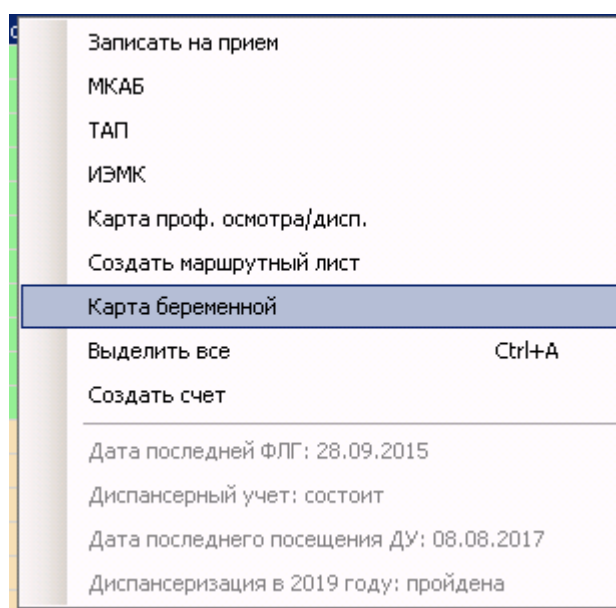 Записать на прием
МКАБ
ТАП
ИЭМК
Карта проф. осмотра/дисп.
Создать маршрутный лист
Карта беременной
Выделить все Ctrl+A
Создать счет
Дата последней ФЛГ: 28.09.2015
Диспансерный учет: состоит
Дата последнего посещения ДУ: 08.08.2017
Диспансеризация в 2019 году: пройдена